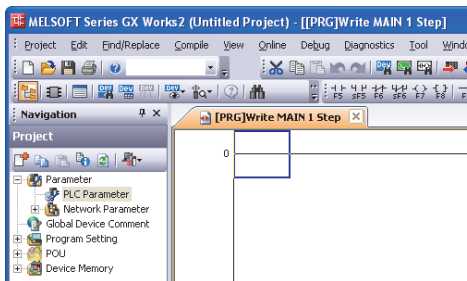 MELSOFT Series GX Works2 (Untitled Project) - [[PRG]Write MAIN 1 Step]
Project Edit Find/Replace Compile View Online Debug Diagnostics Tool Wind
F5 sF5 F6 sF6 F7 F8
Navigation
[PRG]Write MAIN 1 Step
Project
0
Parameter
PLC Parameter
Network Parameter
Global Device Comment
Program Setting
POU
Device Memory